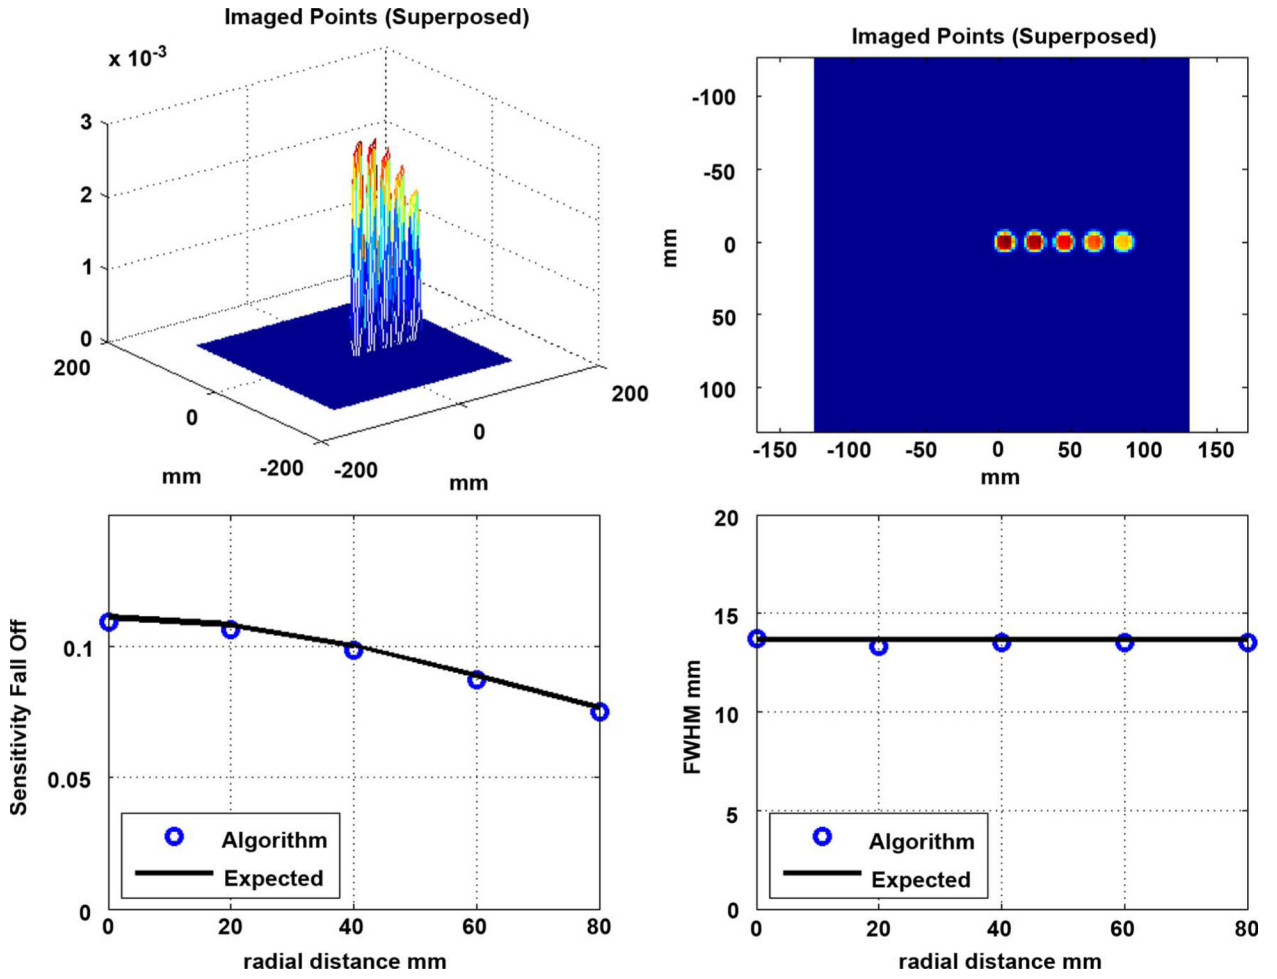 Imaged Points (Superposed)
x 10-3
3
2
1
0
200
0
-200
mm
-200
0
200
mm
Imaged Points (Superposed)
-100
-50
0
50
100
mm
-150
-100
-50
0
50
100
150
mm
Sensitivity Fall Off
0.1
0.05
0
Algorithm
Expected
0
20
40
60
80
radial distance mm
FWHM mm
20
15
10
5
0
Algorithm
Expected
0
20
40
60
80
radial distance mm